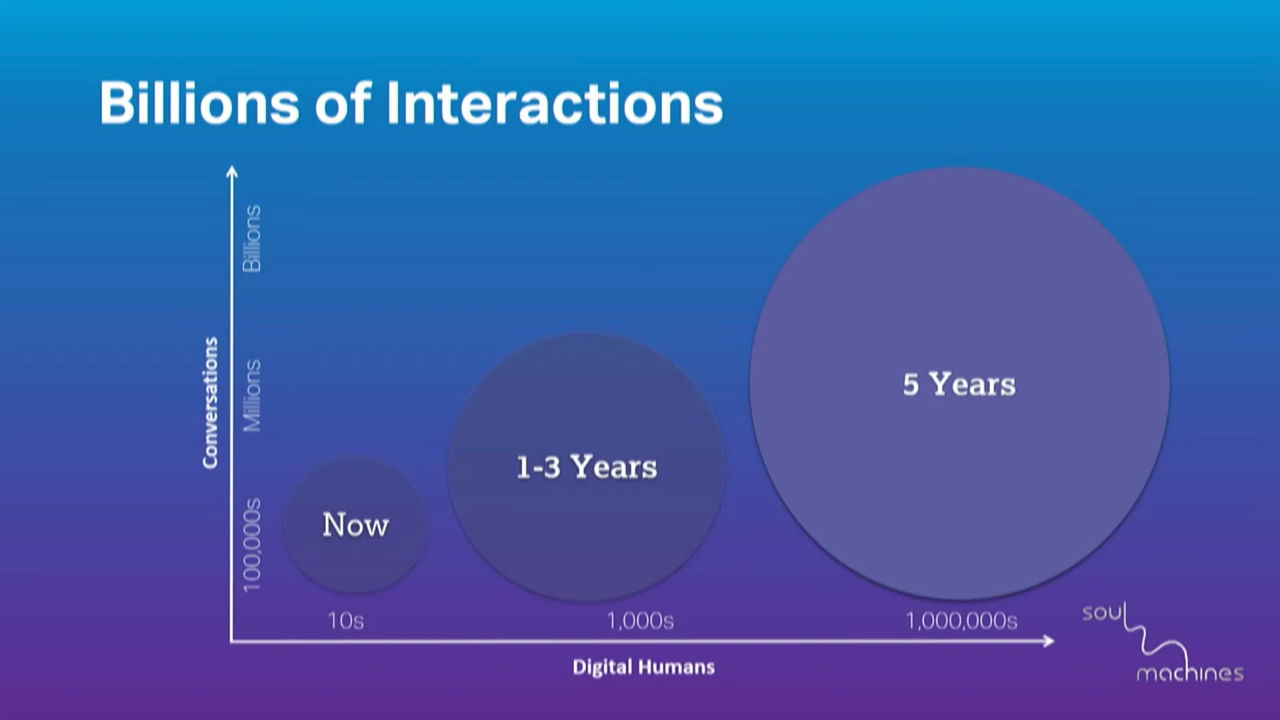 Billions of Interactions
Conversations
Billions
Millions
100,000s
Now
1-3 Years
5 Years
10s
1,000s
1,000,000s
Digital Humans
soul
machines